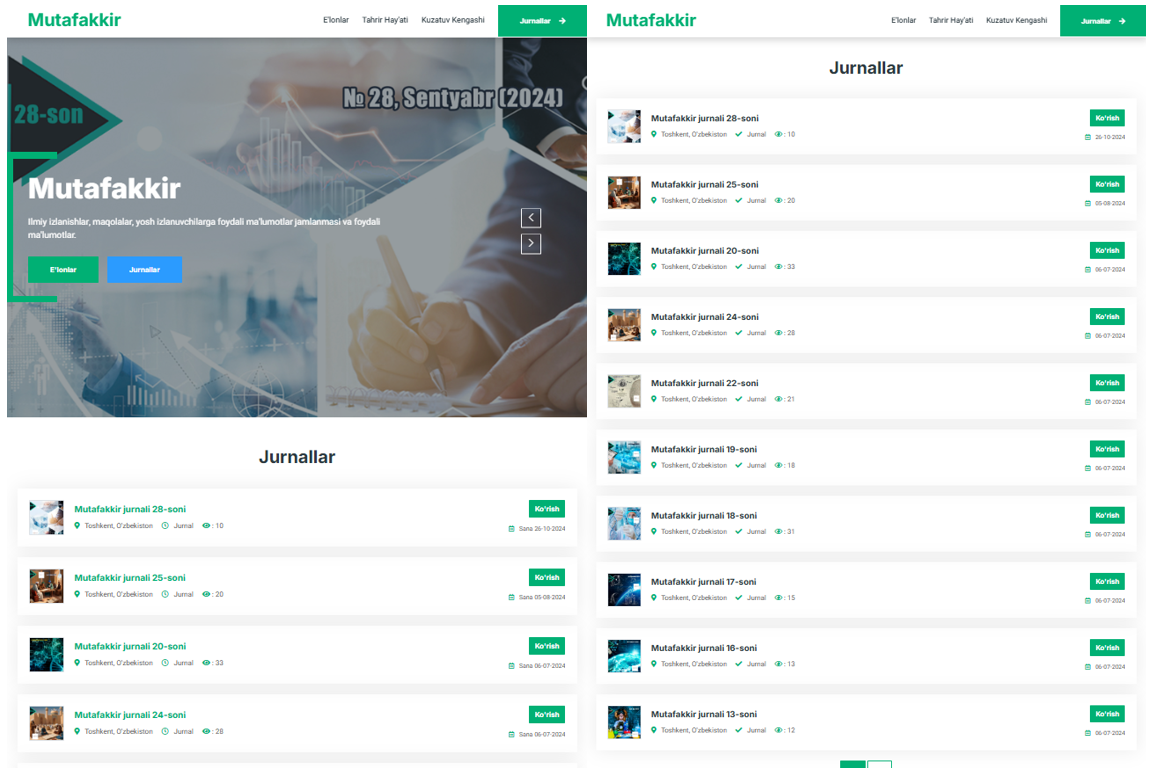 Mutafakkir
E'lonlar Tahrir Hay'ati Kuzatuv Kengashi Jurnallar
28-son
№ 28, Sentyabr (2024)
Mutafakkir
Ilmiy izlanishlar, maqolalar, yosh izlanuvchilarga foydali ma'lumotlar jamlanmasi va foydali
ma'lumotlar.
E'lonlar Jurnallar
Jurnallar
Mutafakkir jurnali 28-soni Ko'rish
Toshkent, O'zbekiston Jurnal : 10 Sana 26-10-2024
Mutafakkir jurnali 25-soni Ko'rish
Toshkent, O'zbekiston Jurnal : 20 Sana 05-08-2024
Mutafakkir jurnali 20-soni Ko'rish
Toshkent, O'zbekiston Jurnal : 33 Sana 06-07-2024
Mutafakkir jurnali 24-soni Ko'rish
Toshkent, O'zbekiston Jurnal : 28 Sana 06-07-2024
Mutafakkir
E'lonlar Tahrir Hay'ati Kuzatuv Kengashi Jurnallar
Jurnallar
Mutafakkir jurnali 28-soni Ko'rish
Toshkent, O'zbekiston Jurnal : 10 26-10-2024
Mutafakkir jurnali 25-soni Ko'rish
Toshkent, O'zbekiston Jurnal : 20 05-08-2024
Mutafakkir jurnali 20-soni Ko'rish
Toshkent, O'zbekiston Jurnal : 33 06-07-2024
Mutafakkir jurnali 24-soni Ko'rish
Toshkent, O'zbekiston Jurnal : 28 06-07-2024
Mutafakkir jurnali 22-soni Ko'rish
Toshkent, O'zbekiston Jurnal : 21 06-07-2024
Mutafakkir jurnali 19-soni Ko'rish
Toshkent, O'zbekiston Jurnal : 18 06-07-2024
Mutafakkir jurnali 18-soni Ko'rish
Toshkent, O'zbekiston Jurnal : 31 06-07-2024
Mutafakkir jurnali 17-soni Ko'rish
Toshkent, O'zbekiston Jurnal : 15 06-07-2024
Mutafakkir jurnali 16-soni Ko'rish
Toshkent, O'zbekiston Jurnal : 13 06-07-2024
Mutafakkir jurnali 13-soni Ko'rish
Toshkent, O'zbekiston Jurnal : 12 06-07-2024